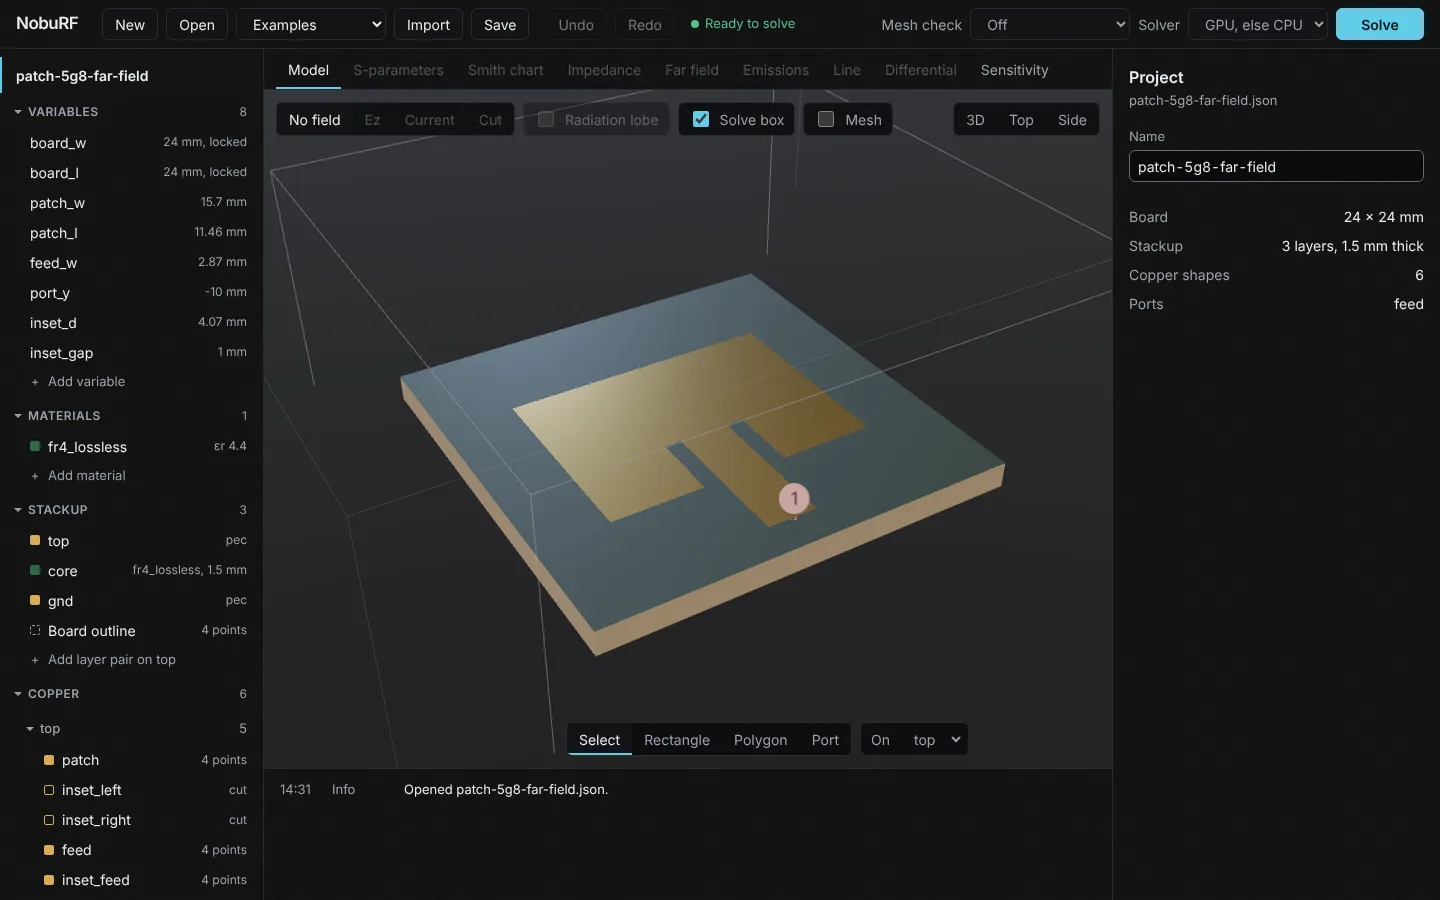 NobuRF New Open Examples Import Save Undo Redo Ready to solve Mesh check Off Solver GPU, else CPU Solve
patch-5g8-far-field
VARIABLES 8
board_w 24 mm, locked
board_l 24 mm, locked
patch_w 15.7 mm
patch_l 11.46 mm
feed_w 2.87 mm
port_y -10 mm
inset_d 4.07 mm
inset_gap 1 mm
+ Add variable
MATERIALS 1
fr4_lossless εr 4.4
+ Add material
STACKUP 3
top pec
core fr4_lossless, 1.5 mm
gnd pec
Board outline 4 points
+ Add layer pair on top
COPPER 6
top 5
patch 4 points
inset_left cut
inset_right cut
feed 4 points
inset_feed 4 points
Model S-parameters Smith chart Impedance Far field Emissions Line Differential Sensitivity
No field Ez Current Cut Radiation lobe Solve box Mesh 3D Top Side
1
Select Rectangle Polygon Port On top
14:31 Info Opened patch-5g8-far-field.json.
Project
patch-5g8-far-field.json
Name
patch-5g8-far-field
Board 24 × 24 mm
Stackup 3 layers, 1.5 mm thick
Copper shapes 6
Ports feed